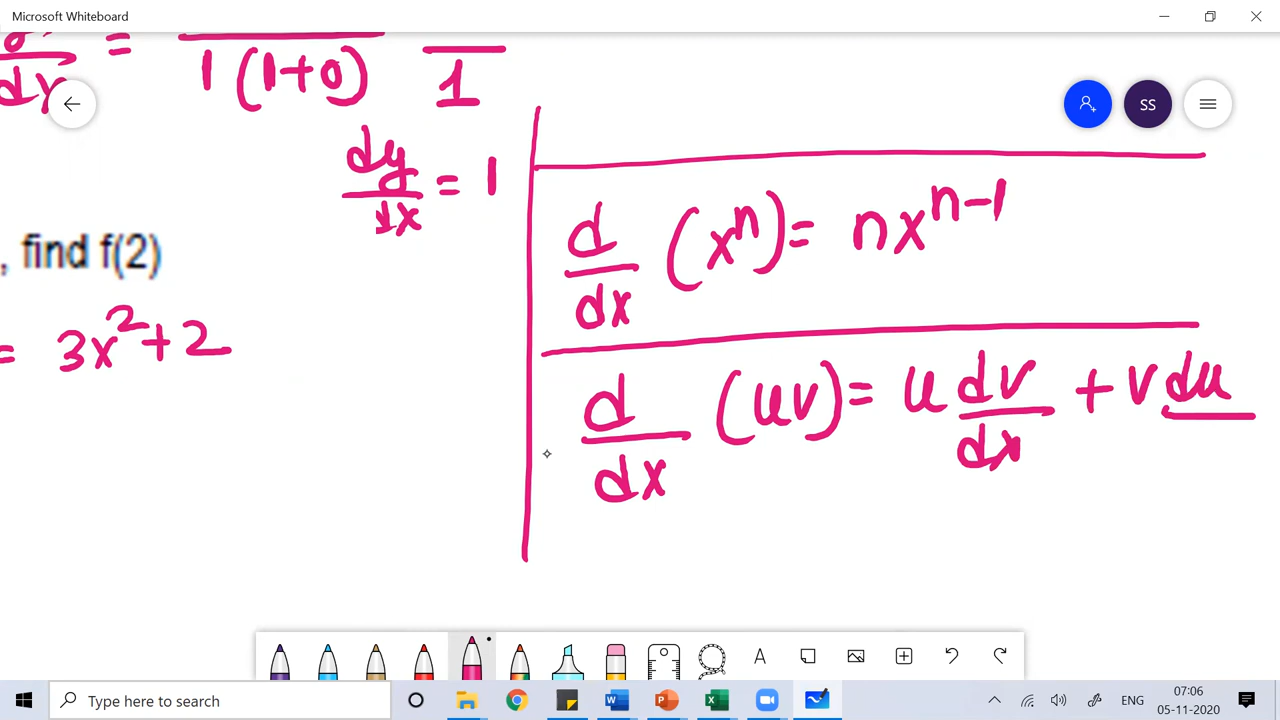 Microsoft Whiteboard
dy =
1(1+0) 1
SS
dy/dx = 1
d/dx (xⁿ) = nxⁿ⁻¹
, find f(2)
= 3x² + 2
d/dx (uv) = u dv/dx + v du
A
Type here to search
ENG
07:06
05-11-2020